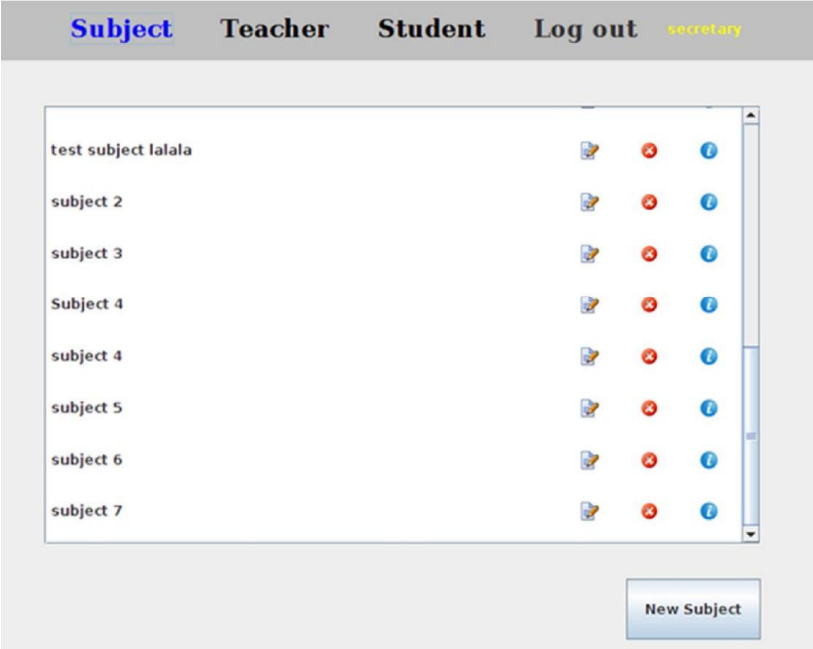 Subject Teacher Student Log out secretary
test subject lalala
subject 2
subject 3
Subject 4
subject 4
subject 5
subject 6
subject 7
New Subject